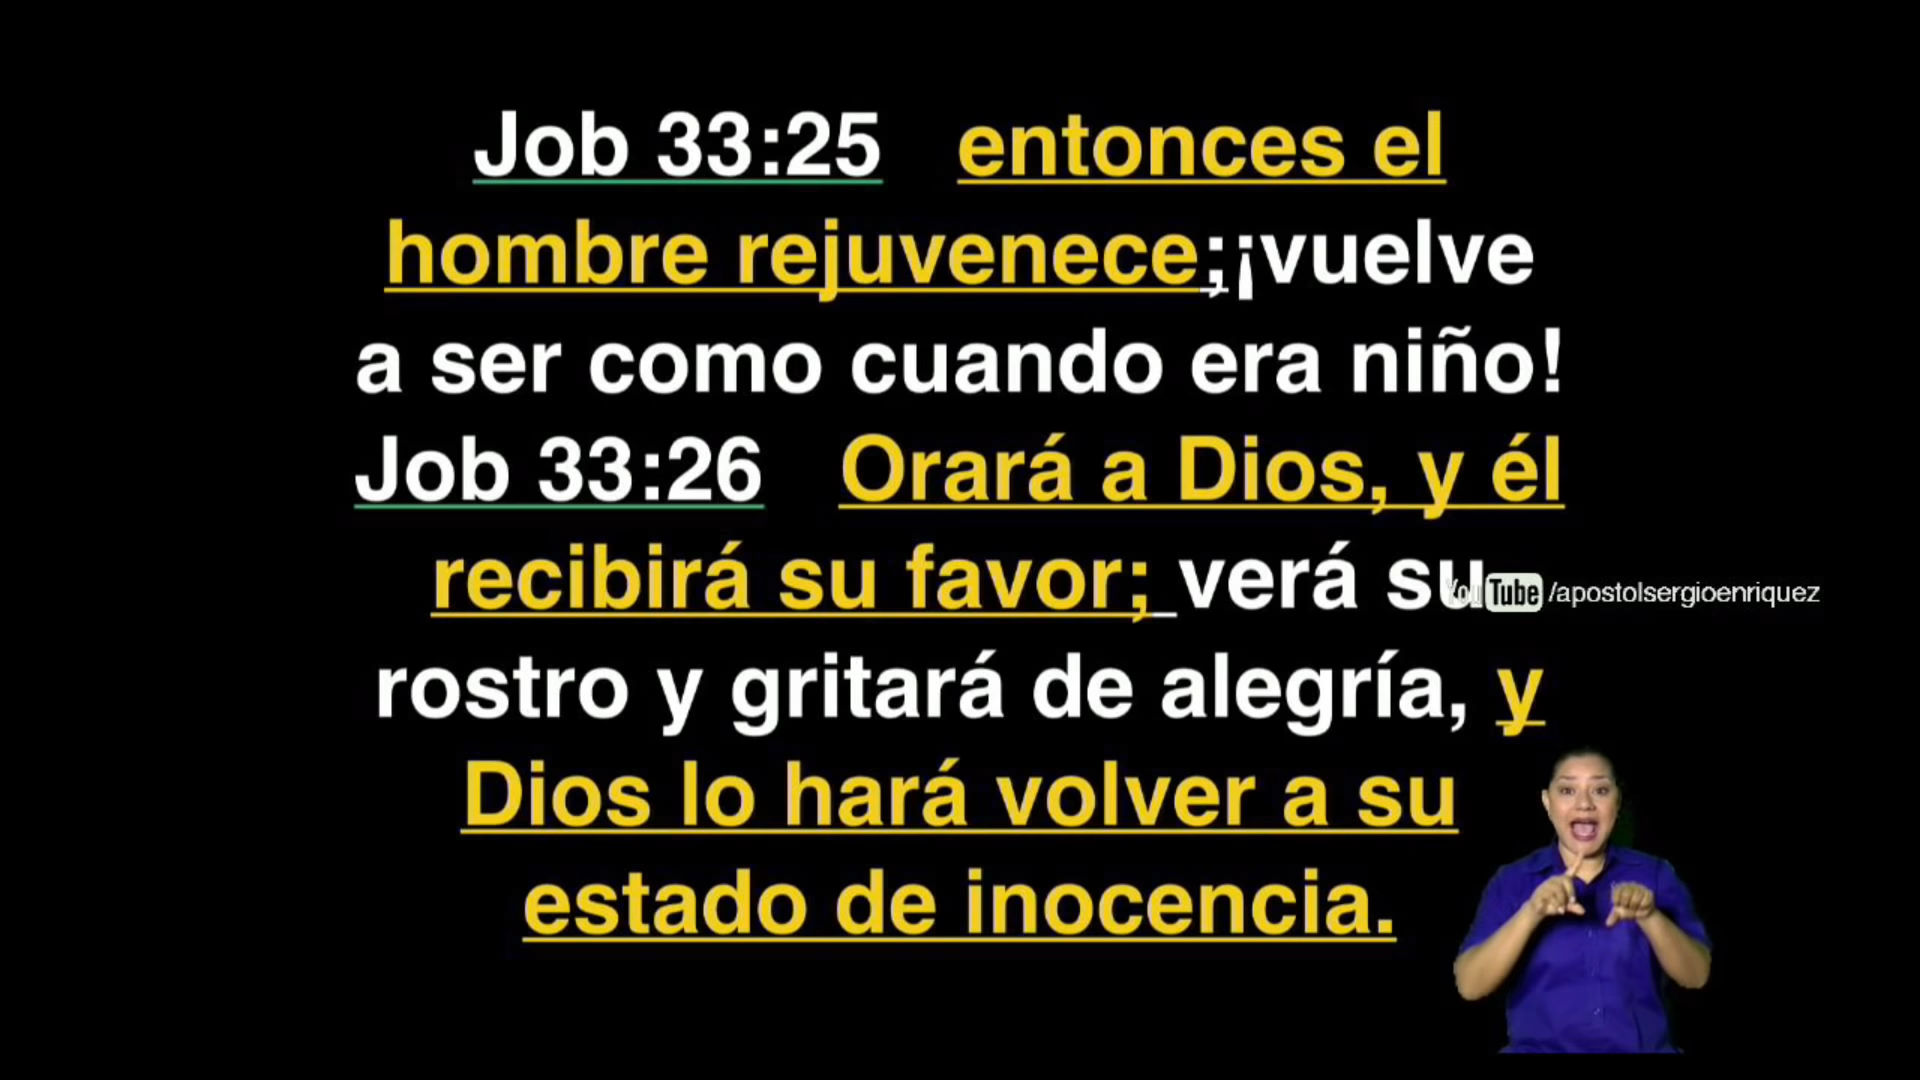 Job 33:25 entonces el
hombre rejuvenece;¡vuelve
a ser como cuando era niño!
Job 33:26 Orará a Dios, y él
recibirá su favor; verá su
YouTube /apostolsergioenriquez
rostro y gritará de alegría, y
Dios lo hará volver a su
estado de inocencia.